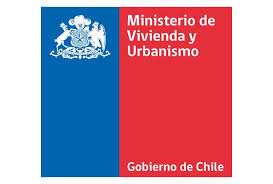 Ministerio de
Vivienda y
Urbanismo
Gobierno de Chile